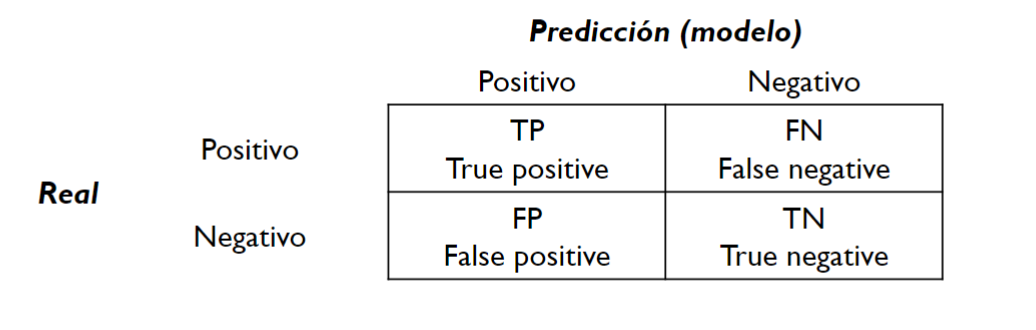 Predicción (modelo)
Positivo Negativo
Positivo TP FN
True positive False negative
Real
Negativo FP TN
False positive True negative